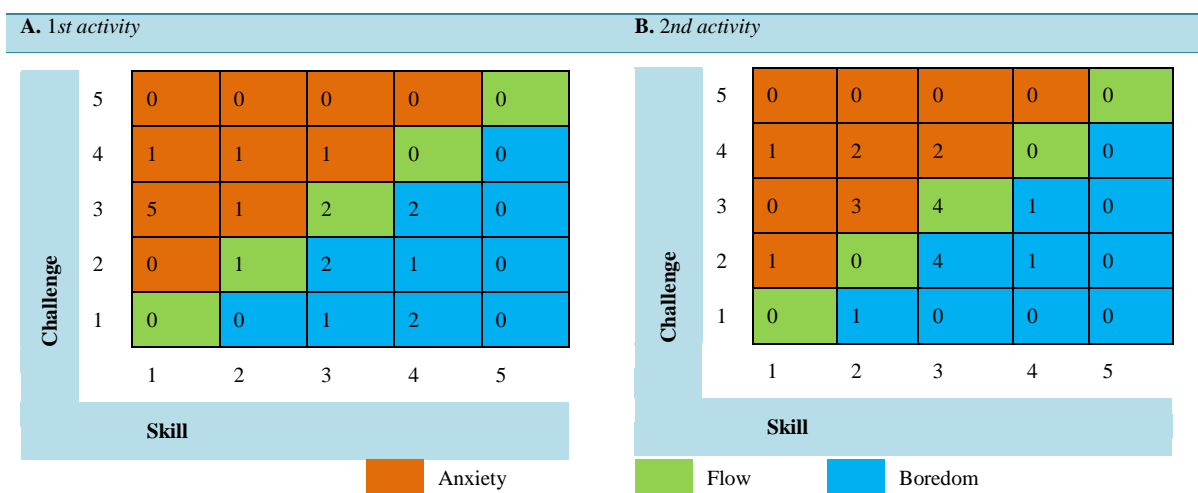 A. 1st activity
B. 2nd activity
5 0 0 0 0 0
4 1 1 1 0 0
3 5 1 2 2 0
2 0 1 2 1 0
1 0 0 1 2 0
1 2 3 4 5
Challenge
Skill
5 0 0 0 0 0
4 1 2 2 0 0
3 0 3 4 1 0
2 1 0 4 1 0
1 0 1 0 0 0
1 2 3 4 5
Challenge
Skill
Anxiety
Flow
Boredom